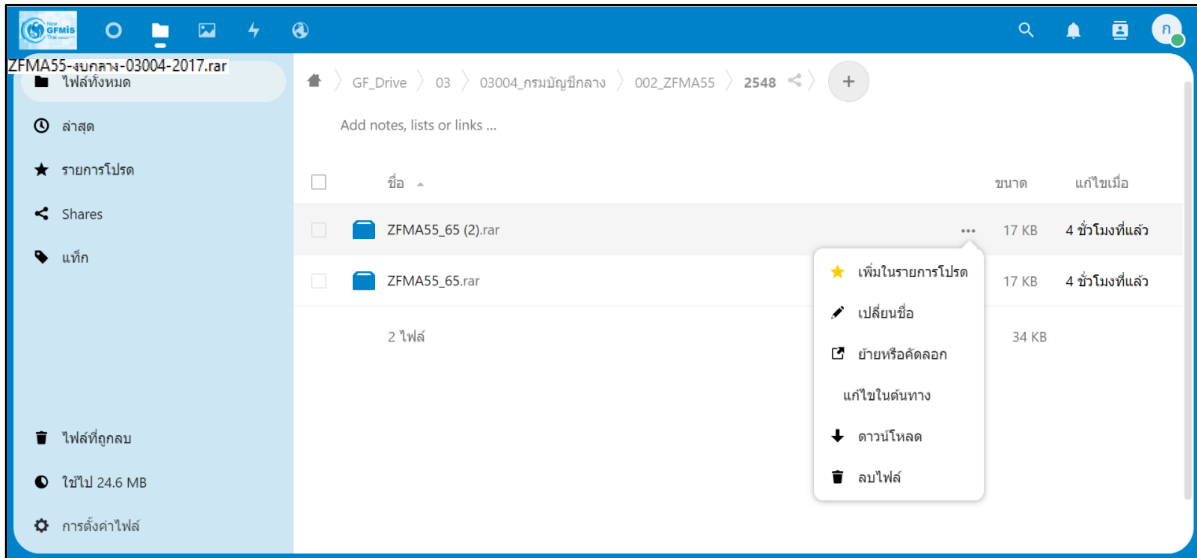 New
GFMIS
Thai
ก
ZFMA55-งบกลาง-03004-2017.rar
ไฟล์ทั้งหมด
GF_Drive 03 03004_กรมบัญชีกลาง 002_ZFMA55 2548 +
ล่าสุด
Add notes, lists or links ...
รายการโปรด
ชื่อ ขนาด แก้ไขเมื่อ
Shares
ZFMA55_65 (2).rar ... 17 KB 4 ชั่วโมงที่แล้ว
แท็ก
เพิ่มในรายการโปรด
ZFMA55_65.rar 17 KB 4 ชั่วโมงที่แล้ว
เปลี่ยนชื่อ
2 ไฟล์ 34 KB
ย้ายหรือคัดลอก
แก้ไขในต้นทาง
ดาวน์โหลด
ลบไฟล์
ไฟล์ที่ถูกลบ
ใช้ไป 24.6 MB
การตั้งค่าไฟล์